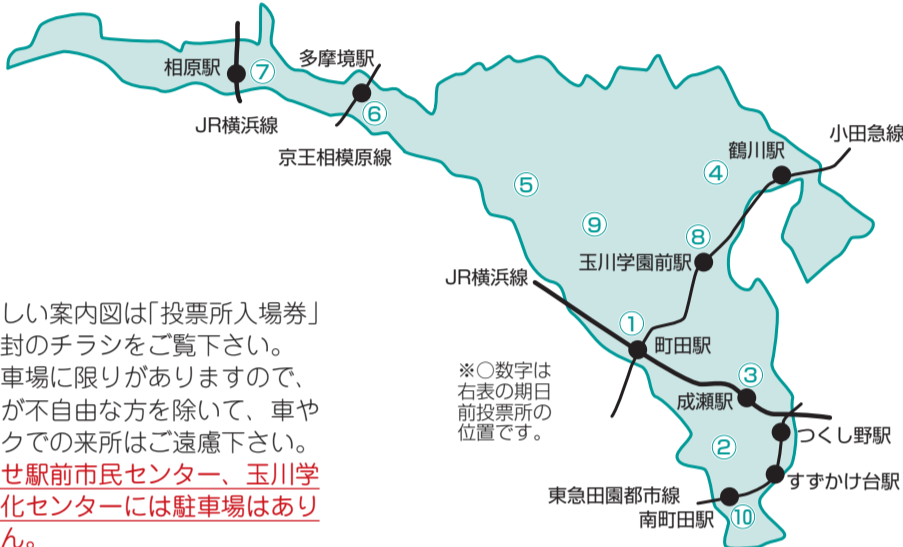 相原駅
⑦
多摩境駅
JR横浜線
⑥
京王相模原線
小田急線
鶴川駅
④
⑤
⑨
⑧
玉川学園前駅
JR横浜線
①
町田駅
③
成瀬駅
②
つくし野駅
すずかけ台駅
東急田園都市線
南町田駅
⑩
※○数字は
右表の期日
前投票所の
位置です。
しい案内図は「投票所入場券」
封のチラシをご覧下さい。
車場に限りがありますので、
が不自由な方を除いて、車や
クでの来所はご遠慮下さい。
せ駅前市民センター、玉川学
化センターには駐車場はあり
ん。